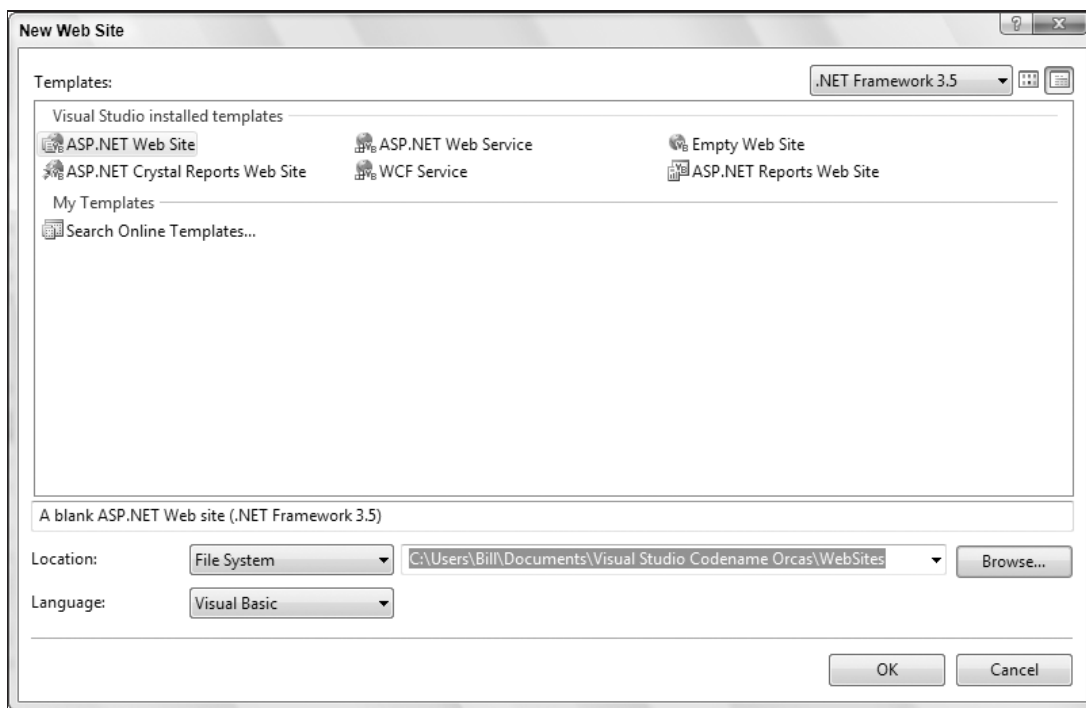 New Web Site
Templates:
.NET Framework 3.5
Visual Studio installed templates
ASP.NET Web Site
ASP.NET Web Service
Empty Web Site
ASP.NET Crystal Reports Web Site
WCF Service
ASP.NET Reports Web Site
My Templates
Search Online Templates...
A blank ASP.NET Web site (.NET Framework 3.5)
Location:
File System
C:\Users\Bill\Documents\Visual Studio Codename Orcas\WebSites
Browse...
Language:
Visual Basic
OK
Cancel